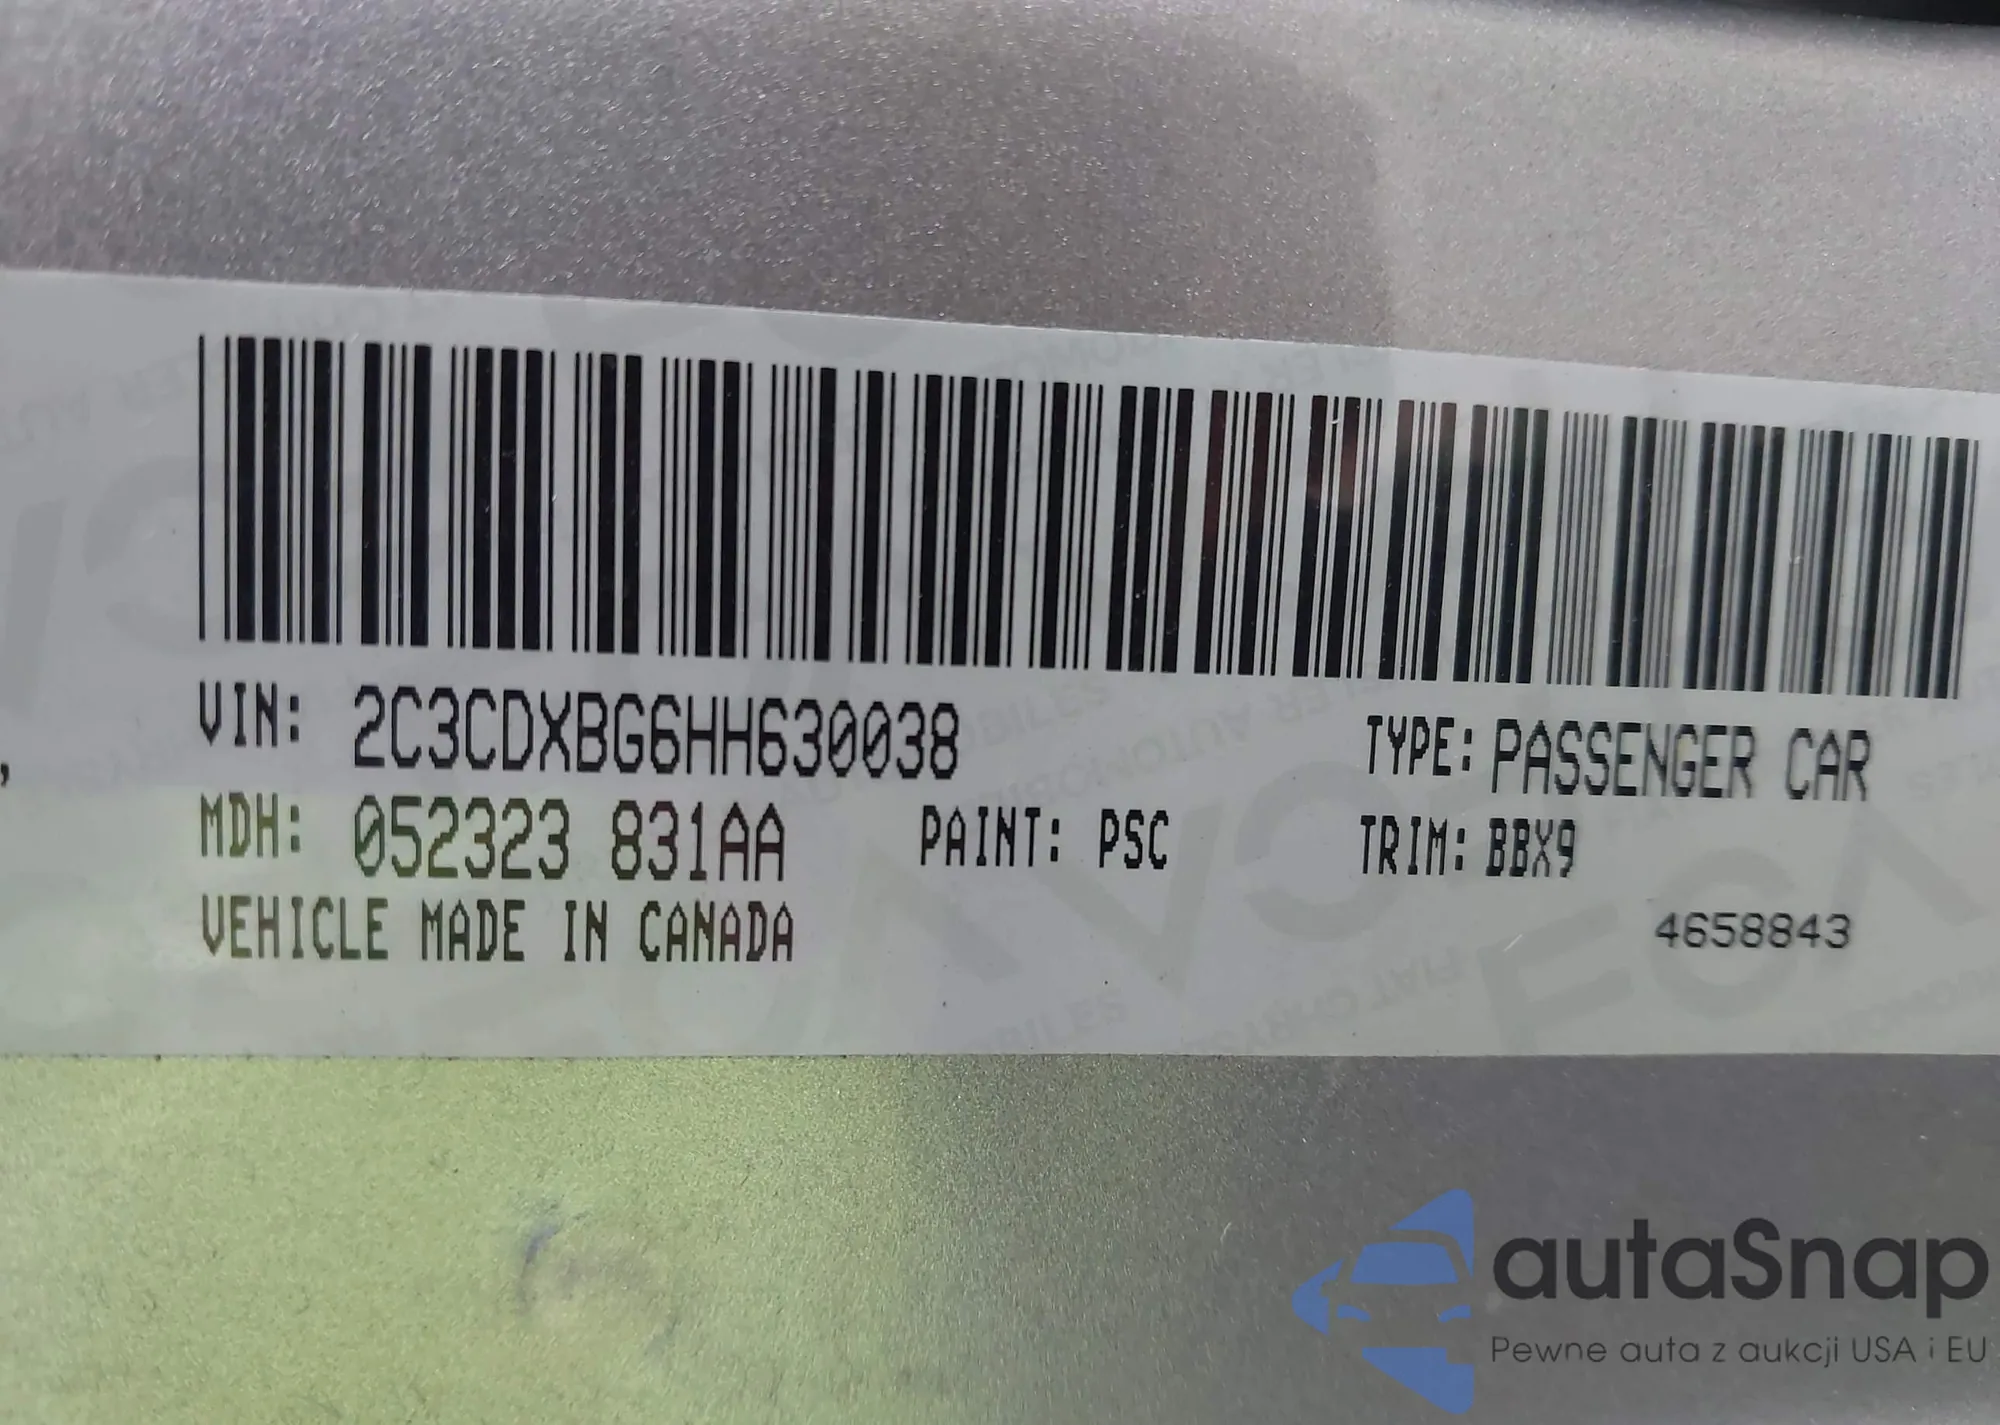 VIN: 2C3CDXBG6HH630038 TYPE: PASSENGER CAR
MDH: 052323 831AA PAINT: PSC TRIM: BBX9
VEHICLE MADE IN CANADA
4658843
autaSnap
Pewne auta z aukcji USA i EU